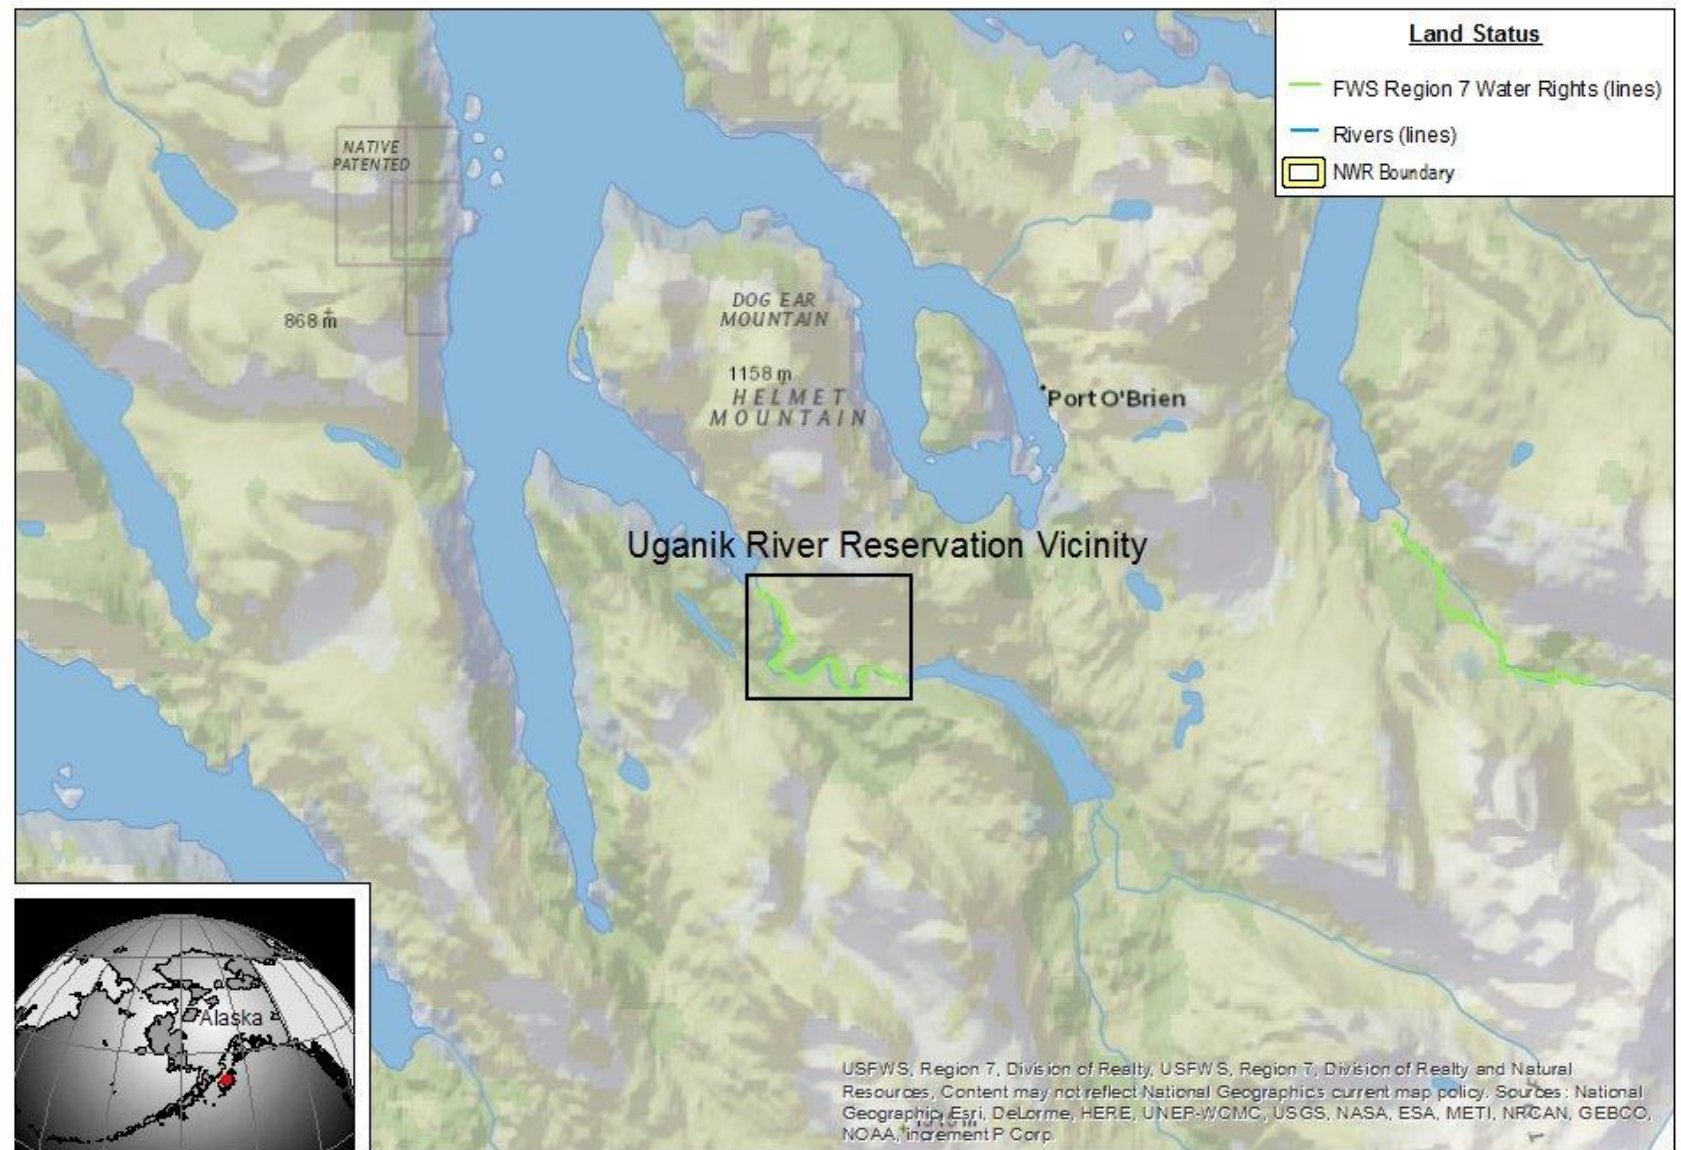 Land Status
FWS Region 7 Water Rights (lines)
Rivers (lines)
NWR Boundary
NATIVE
PATENTED
868 m
DOG EAR
MOUNTAIN
1158 m
HELMET
MOUNTAIN
Port O'Brien
Uganik River Reservation Vicinity
Alaska
USFWS, Region 7, Division of Realty, USFWS, Region 7, Division of Realty and Natural
Resources, Content may not reflect National Geographic's current map policy. Sources: National
Geographic, Esri, DeLorme, HERE, UNEP-WCMC, USGS, NASA, ESA, METI, NRCAN, GEBCO,
NOAA, increment P Corp.